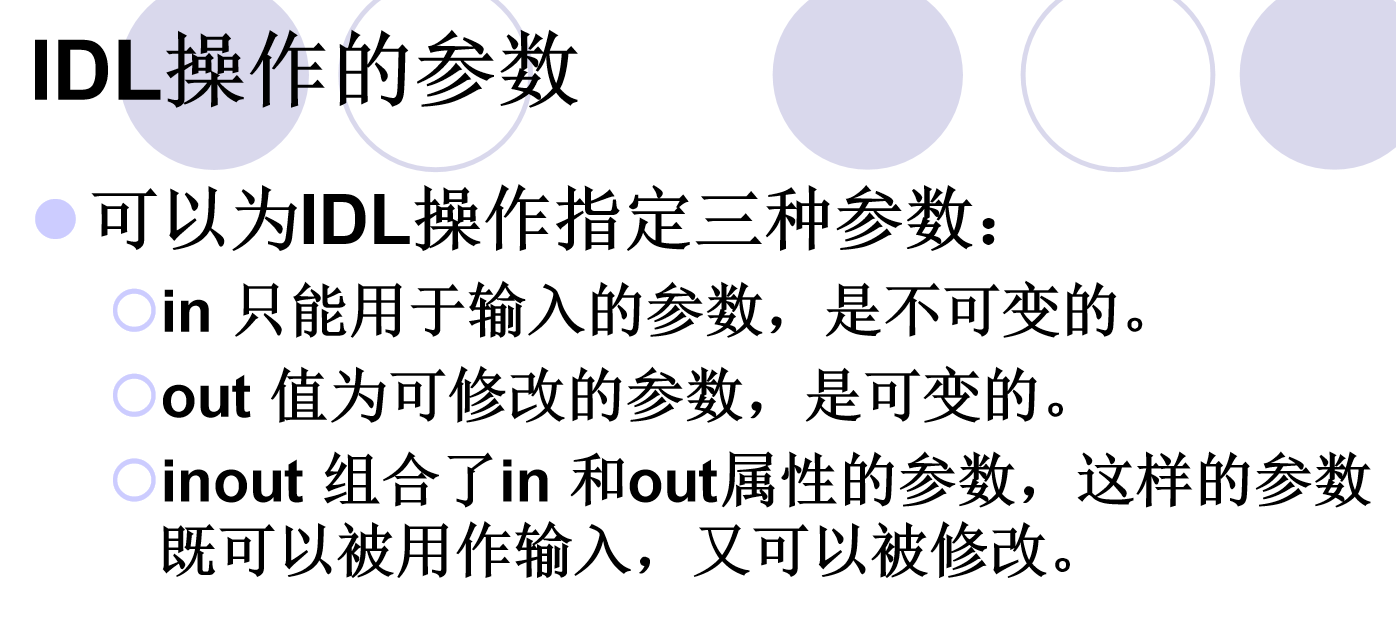 IDL操作的参数
可以为IDL操作指定三种参数：
in 只能用于输入的参数，是不可变的。
out 值为可修改的参数，是可变的。
inout 组合了in 和out属性的参数，这样的参数
既可以被用作输入，又可以被修改。